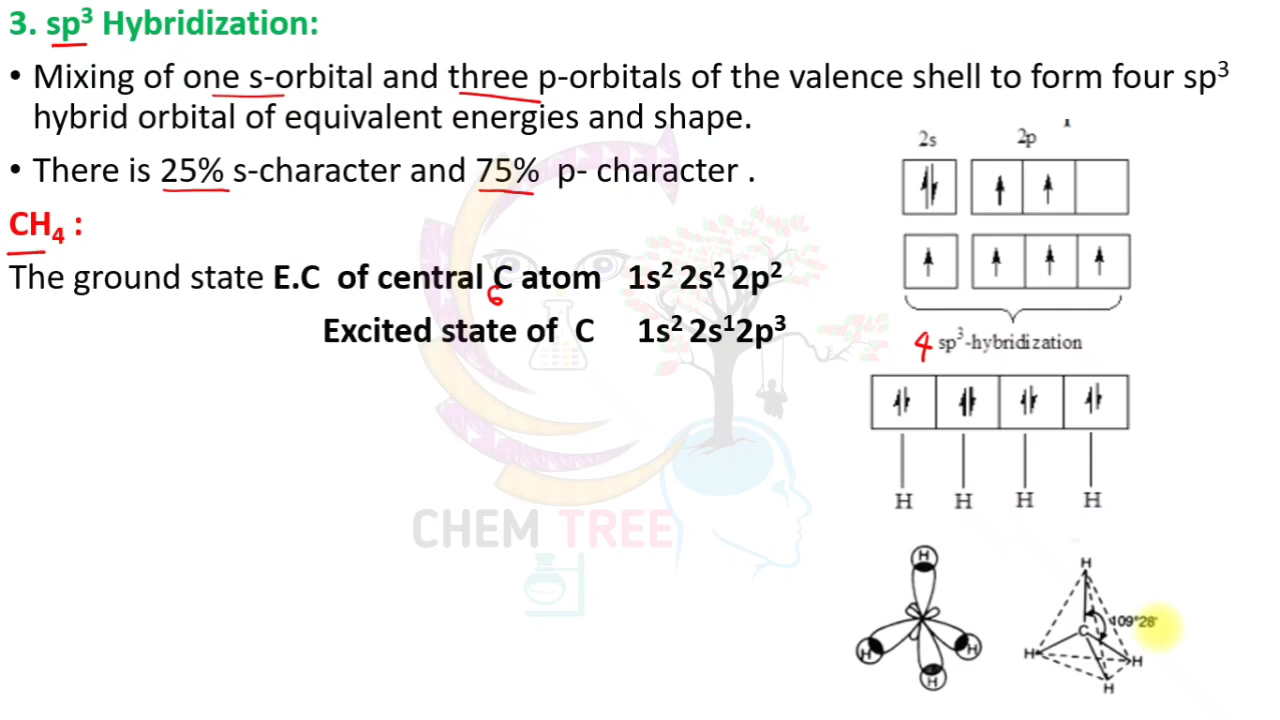 3. sp³ Hybridization:
• Mixing of one s-orbital and three p-orbitals of the valence shell to form four sp³
hybrid orbital of equivalent energies and shape.
• There is 25% s-character and 75% p- character .
CH₄ :
The ground state E.C of central C atom 1s² 2s² 2p²
6
Excited state of C 1s² 2s¹2p³
2s 2p
4 sp³-hybridization
H H H H
CHEM TREE
H
H
H
H
H
109°28'
C
H
H
H